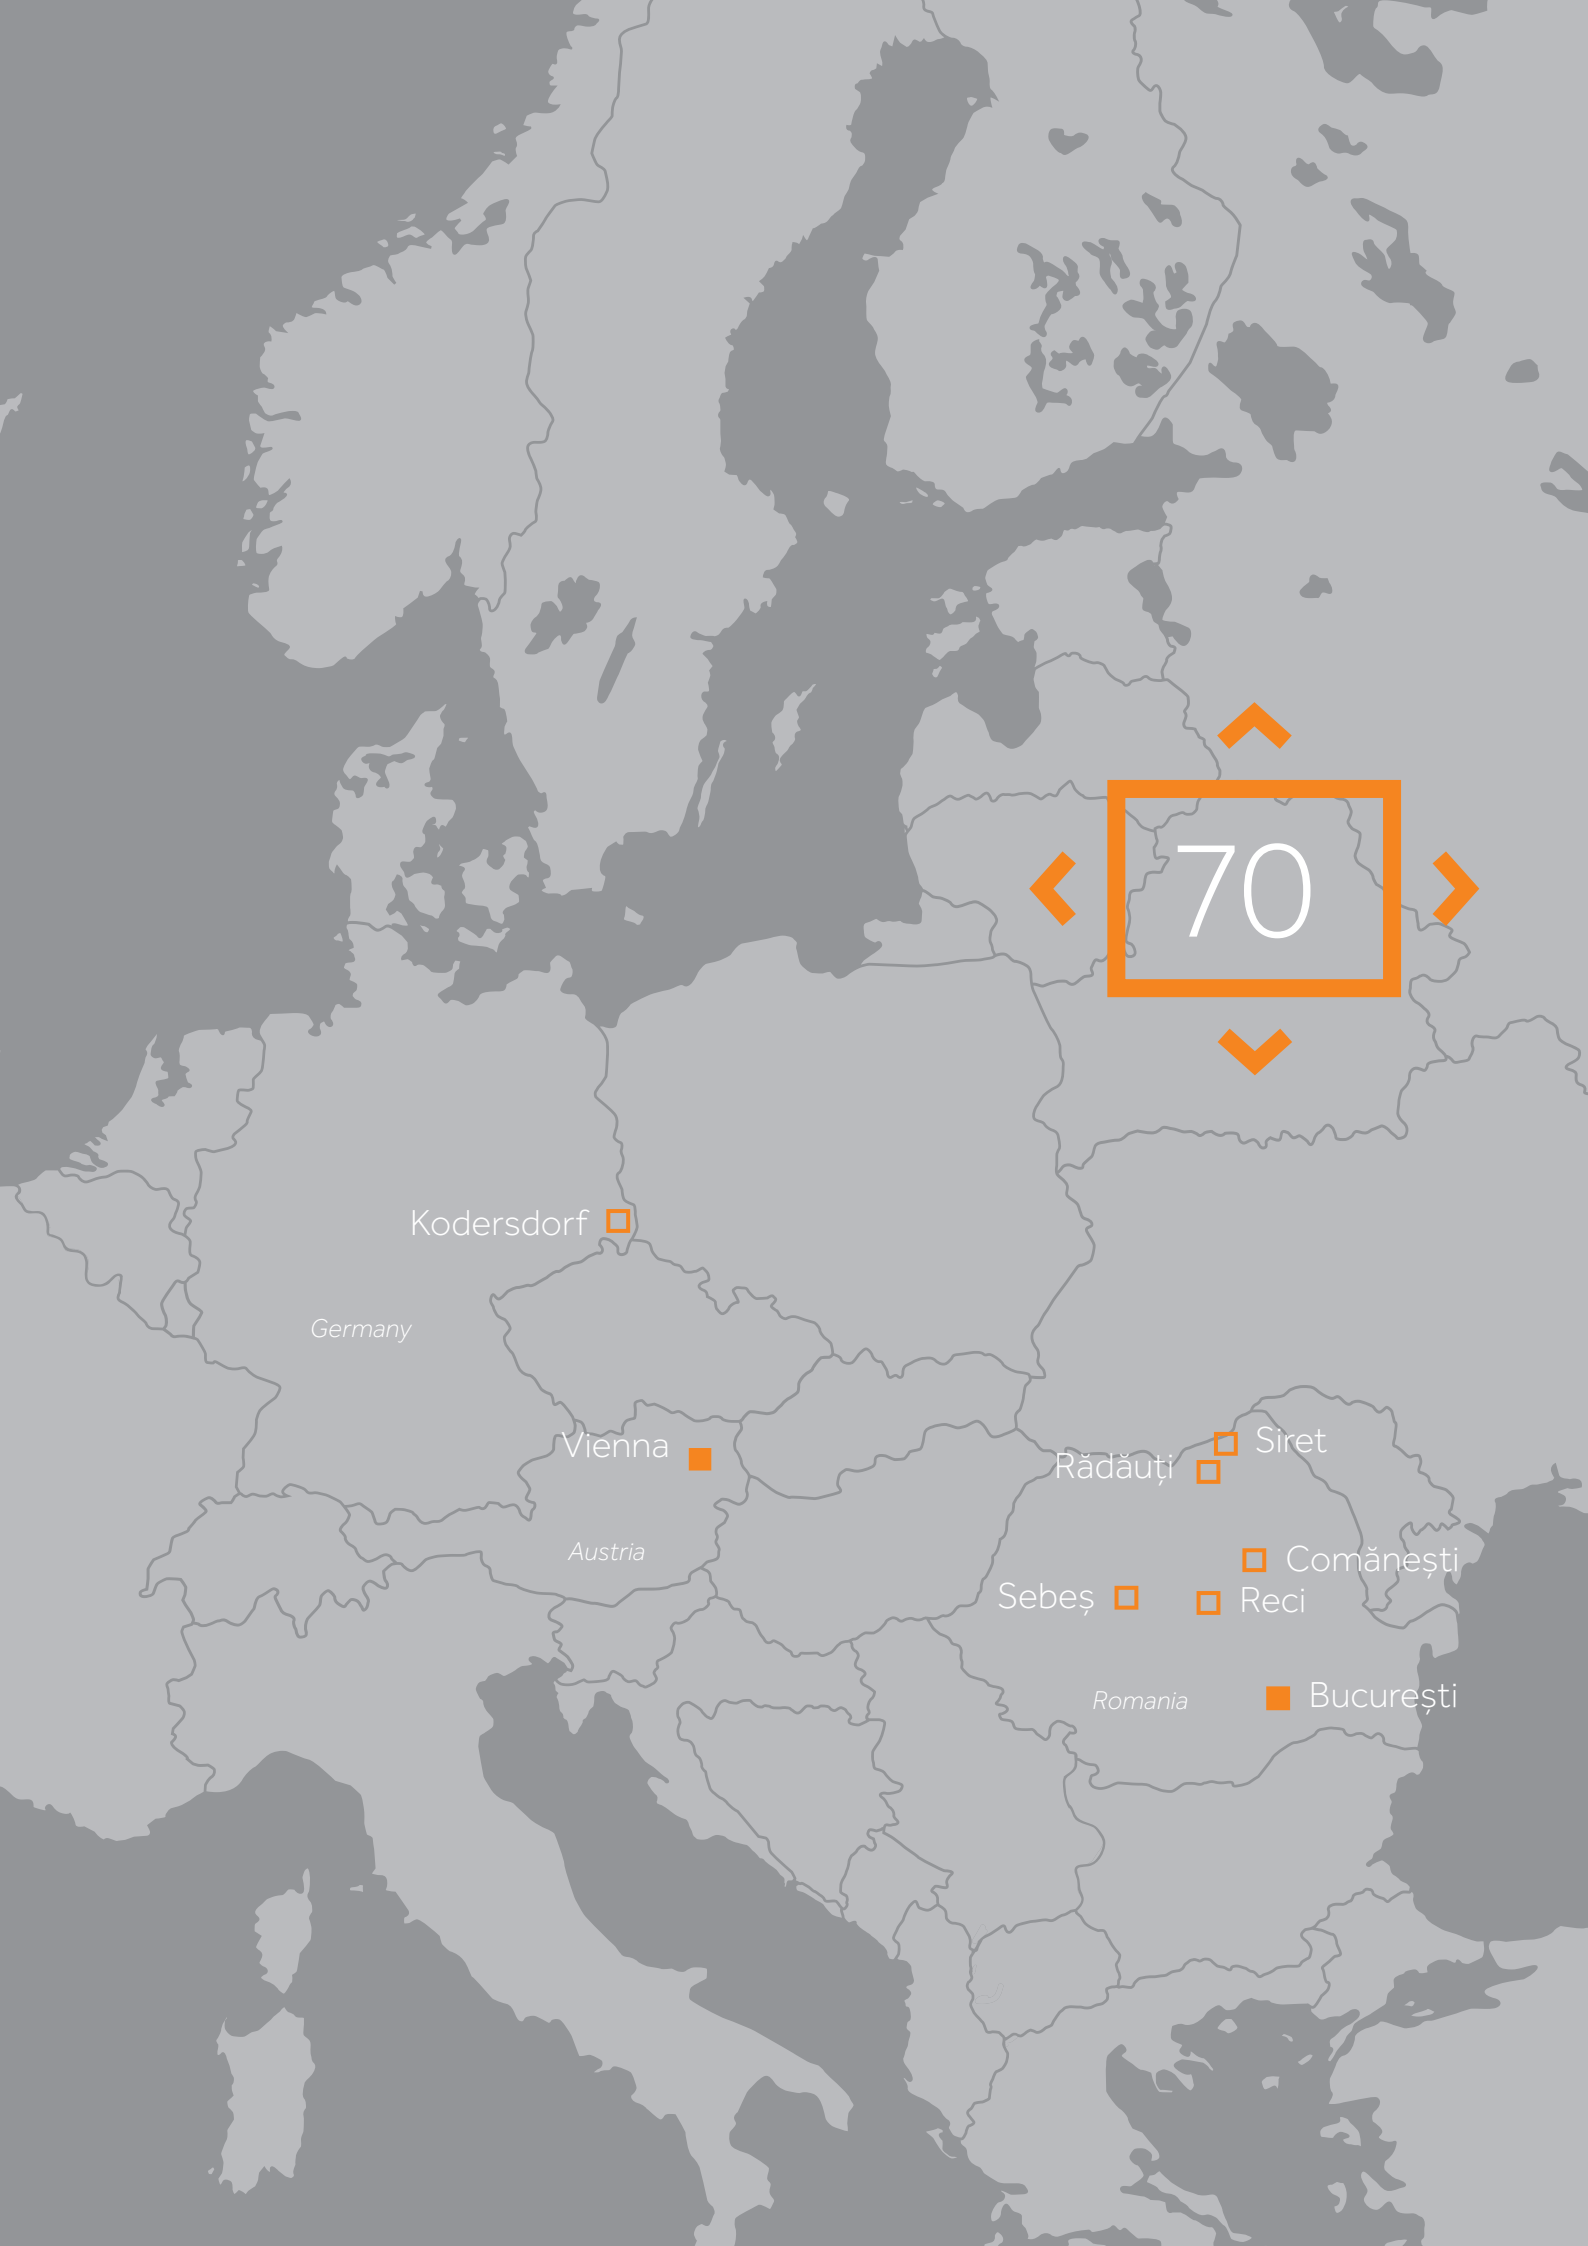 70
Kodersdorf
Germany
Siret
Vienna
Rădăuți
Austria
Comănești
Sebeș
Reci
București
Romania